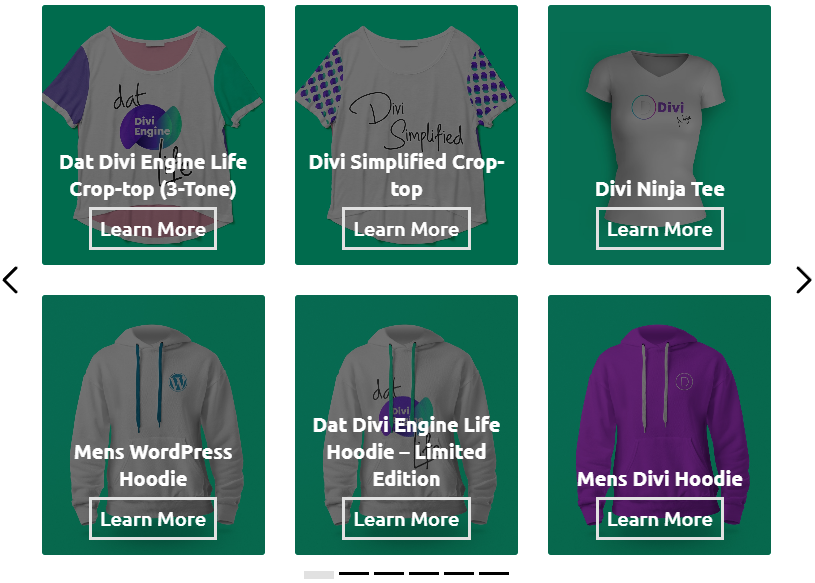 dat
Divi
Engine
life
Dat Divi Engine Life
Crop-top (3-Tone)
Learn More
Divi
Simplified
Divi Simplified Crop-
top
Learn More
Divi
Divi Ninja Tee
Learn More
Mens WordPress
Hoodie
Learn More
dat
Divi
Life
Dat Divi Engine Life
Hoodie – Limited
Edition
Learn More
D
Mens Divi Hoodie
Learn More